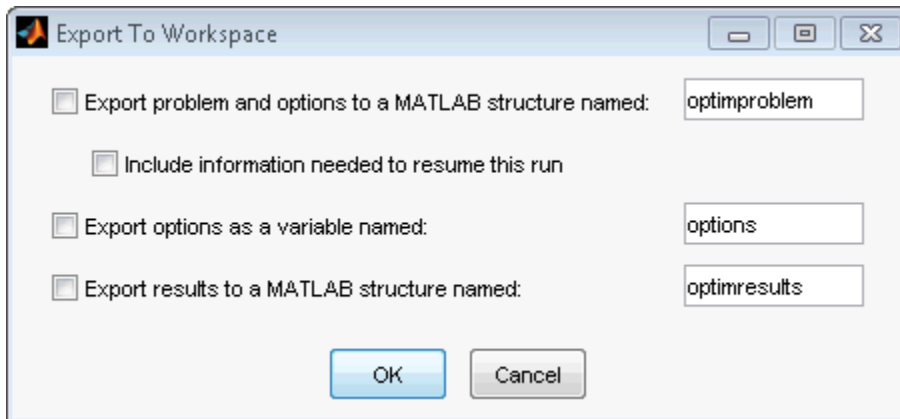 Export To Workspace
Export problem and options to a MATLAB structure named: optimproblem
Include information needed to resume this run
Export options as a variable named: options
Export results to a MATLAB structure named: optimresults
OK Cancel